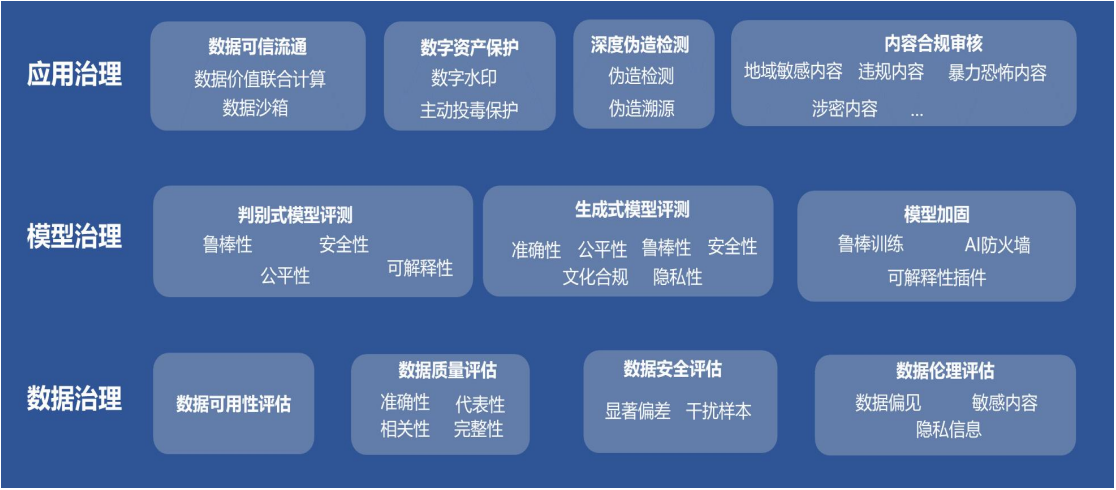 应用治理
数据可信流通
数据价值联合计算
数据沙箱
数字资产保护
数字水印
主动投毒保护
深度伪造检测
伪造检测
伪造溯源
内容合规审核
地域敏感内容 违规内容 暴力恐怖内容
涉密内容 ...
模型治理
判别式模型评测
鲁棒性 安全性
公平性 可解释性
生成式模型评测
准确性 公平性 鲁棒性 安全性
文化合规 隐私性
模型加固
鲁棒训练 AI防火墙
可解释性插件
数据治理
数据可用性评估
数据质量评估
准确性 代表性
相关性 完整性
数据安全评估
显著偏差 干扰样本
数据伦理评估
数据偏见 敏感内容
隐私信息